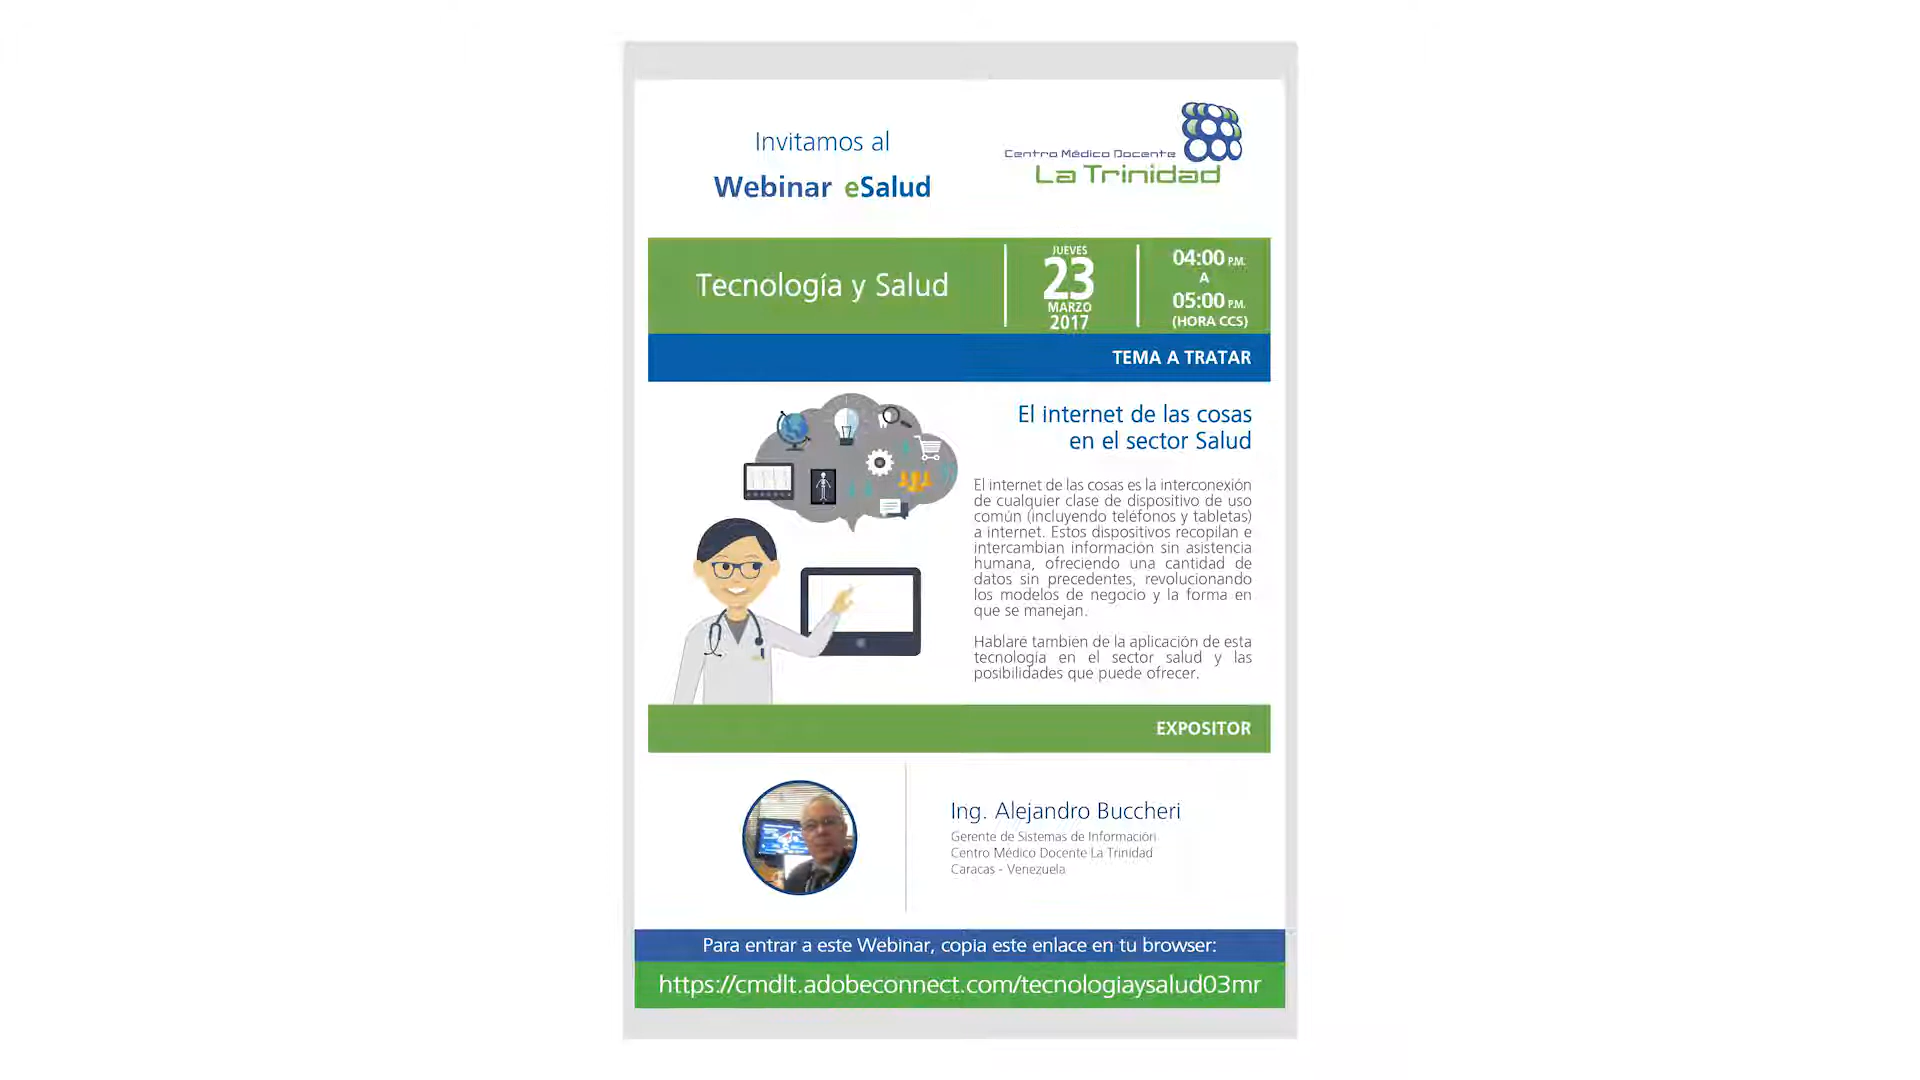 Invitamos al
Webinar eSalud
Centro Médico Docente
La Trinidad
Tecnología y Salud
JUEVES
23
MARZO
2017
04:00 P.M.
A
05:00 P.M.
(HORA CCS)
TEMA A TRATAR
El internet de las cosas
en el sector Salud
El internet de las cosas es la interconexión
de cualquier clase de dispositivo de uso
común (incluyendo teléfonos y tabletas)
a internet. Estos dispositivos recopilan e
intercambian información sin asistencia
humana, ofreciendo una cantidad de
datos sin precedentes, revolucionando
los modelos de negocio y la forma en
que se manejan.
Hablaré también de la aplicación de esta
tecnología en el sector salud y las
posibilidades que puede ofrecer.
EXPOSITOR
Ing. Alejandro Buccheri
Gerente de Sistemas de Información
Centro Médico Docente La Trinidad
Caracas - Venezuela
Para entrar a este Webinar, copia este enlace en tu browser:
https://cmdlt.adobeconnect.com/tecnologiaysalud03mr